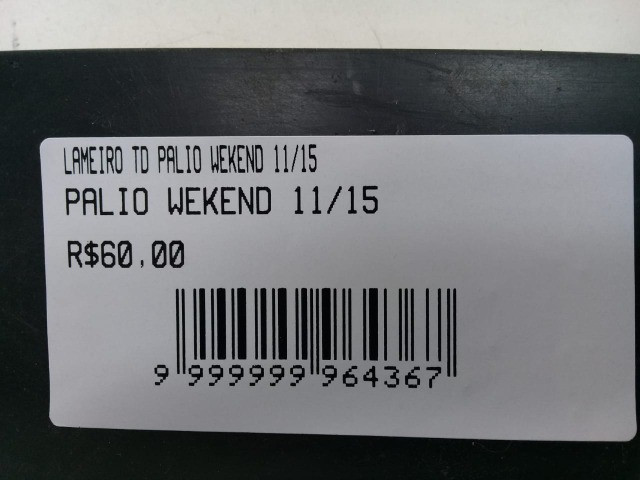 LAMEIRO TD PALIO WEKEND 11/15
PALIO WEKEND 11/15
R$60,00
9 999999 964367